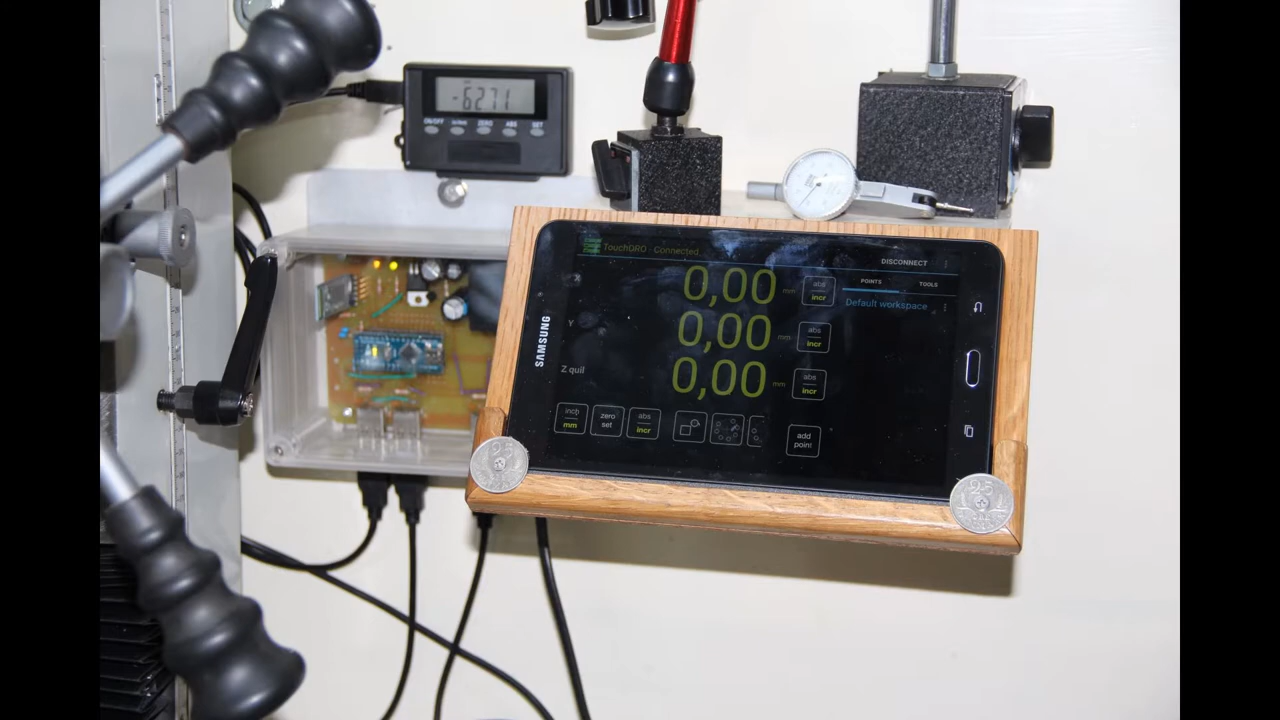 -6271
ON/OFF
ZERO
ABS
SET
TouchDRO - Connected
DISCONNECT
POINTS
TOOLS
Default workspace
X
0,00
mm
abs
incr
Y
0,00
mm
abs
incr
Z quil
0,00
mm
abs
incr
inch
mm
zero
set
abs
incr
add
point
SAMSUNG
25
25